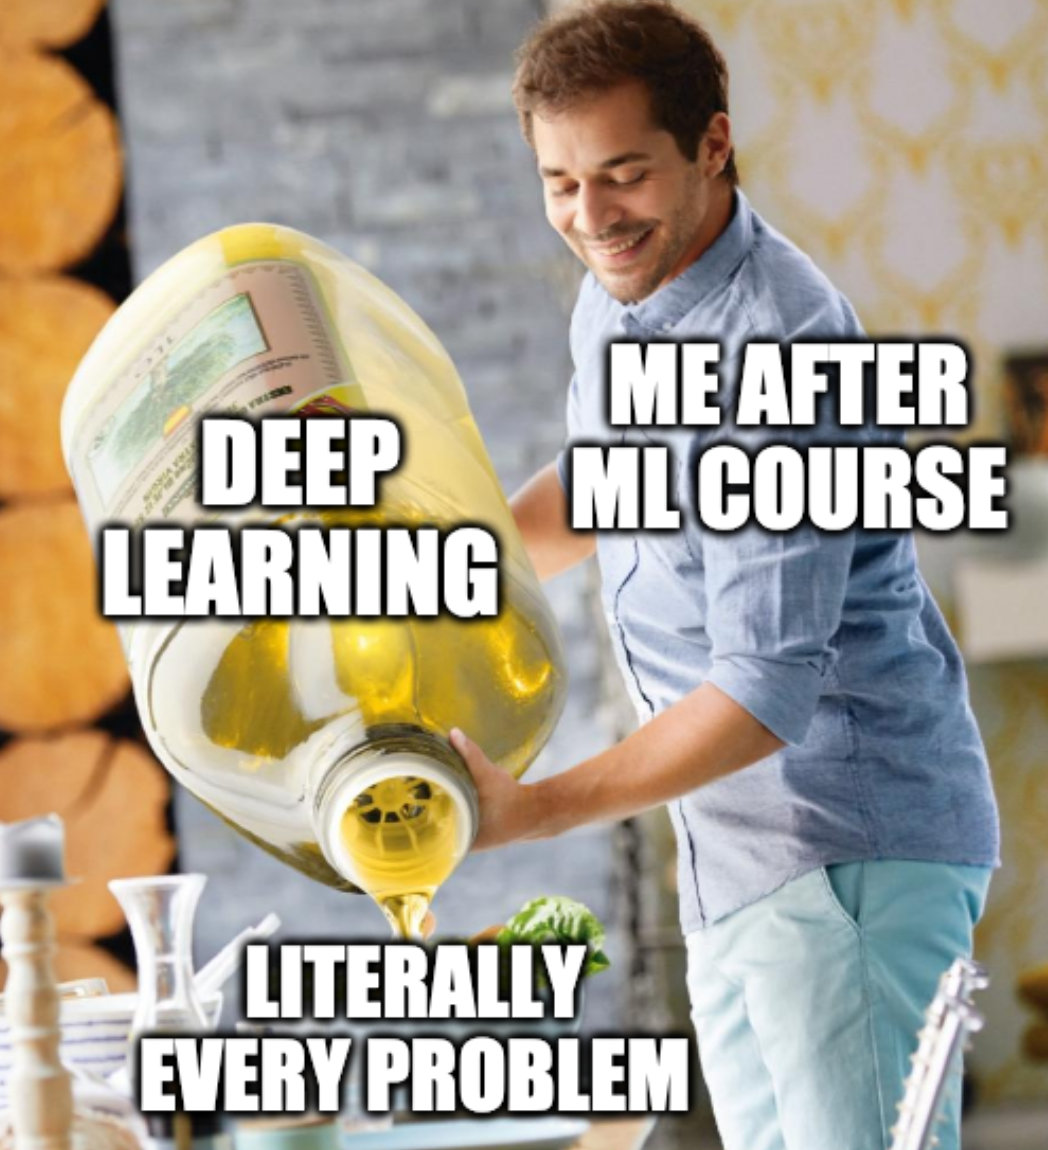 ME AFTER
ML COURSE
DEEP
LEARNING
LITERALLY
EVERY PROBLEM